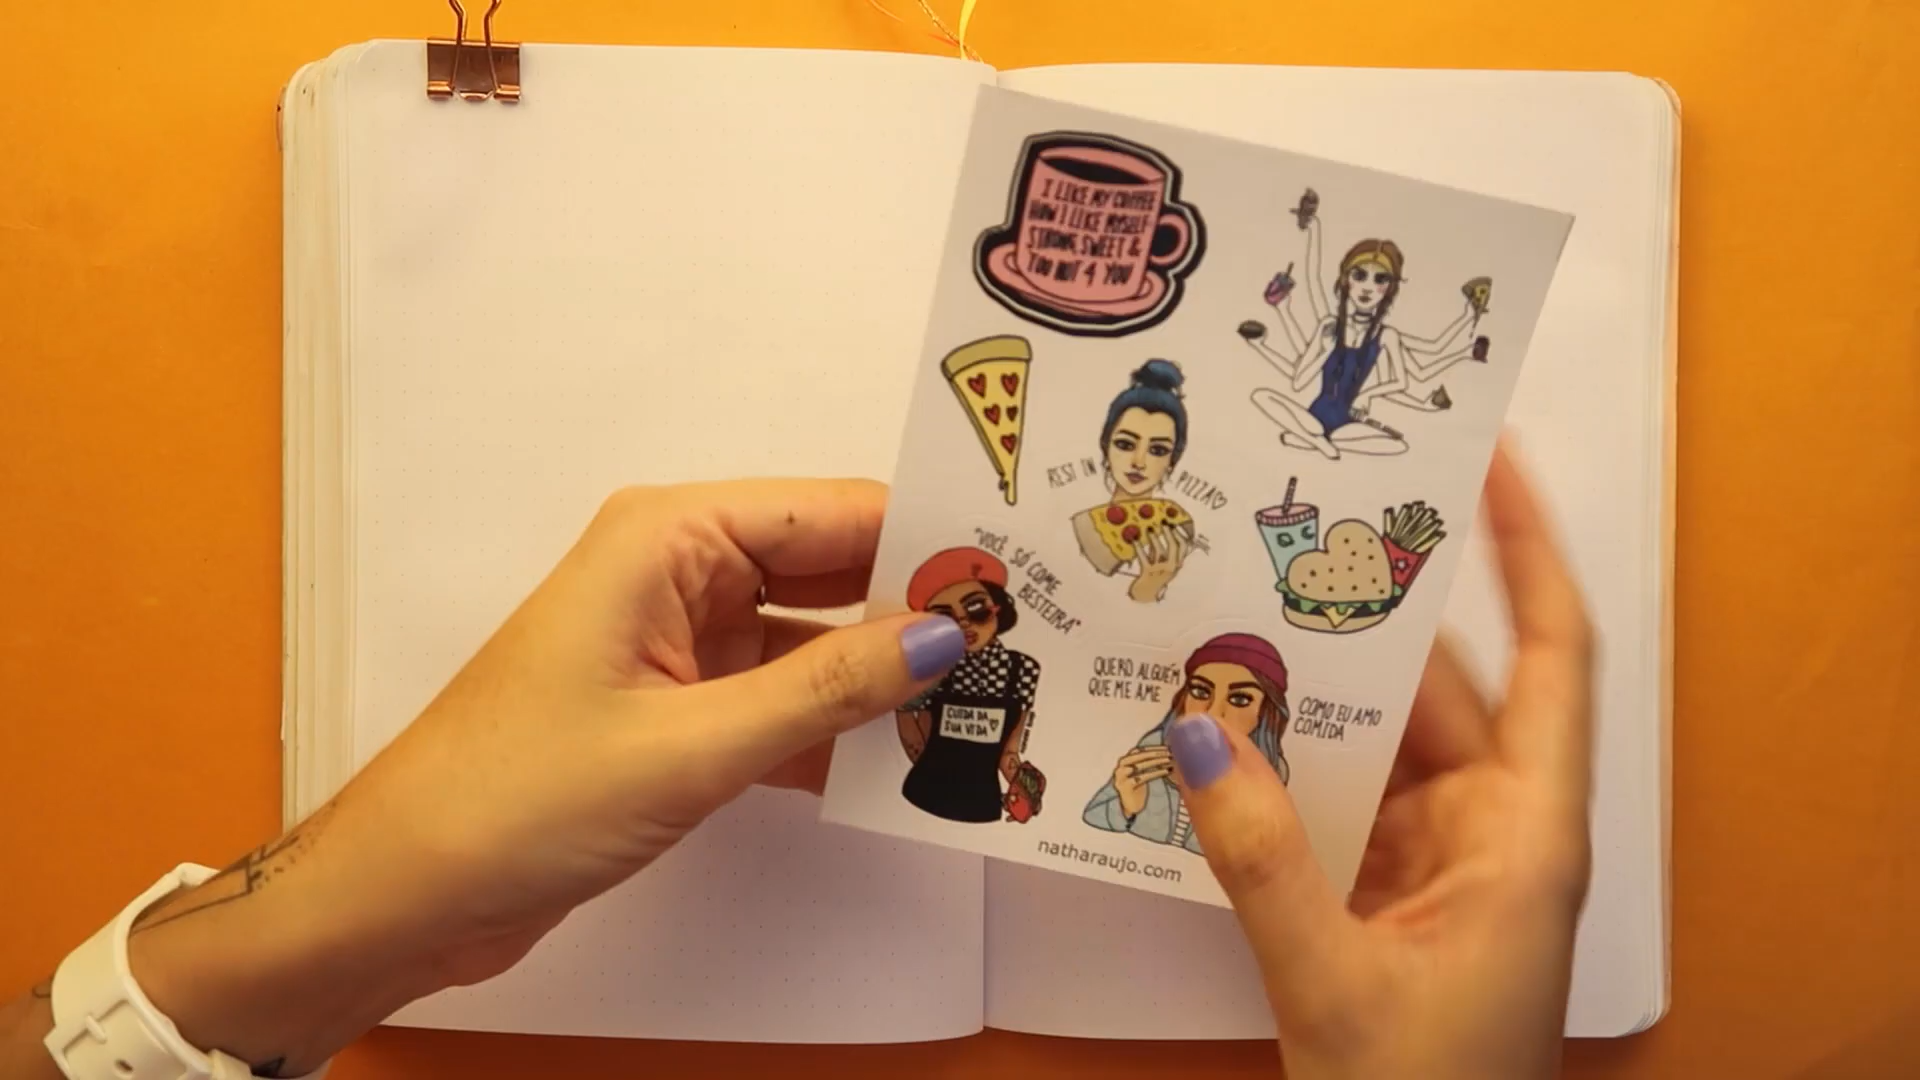 I LIKE MY COFFEE
HOW I LIKE MYSELF
STRONG SWEET &
TOO HOT 4 YOU
REST IN
PIZZA
"VOCÊ SÓ COME
BESTEIRA"
CUIDA DA
SUA VIDA
QUERO ALGUÉM
QUE ME AME
COMO EU AMO
COMIDA
natharaujo.com